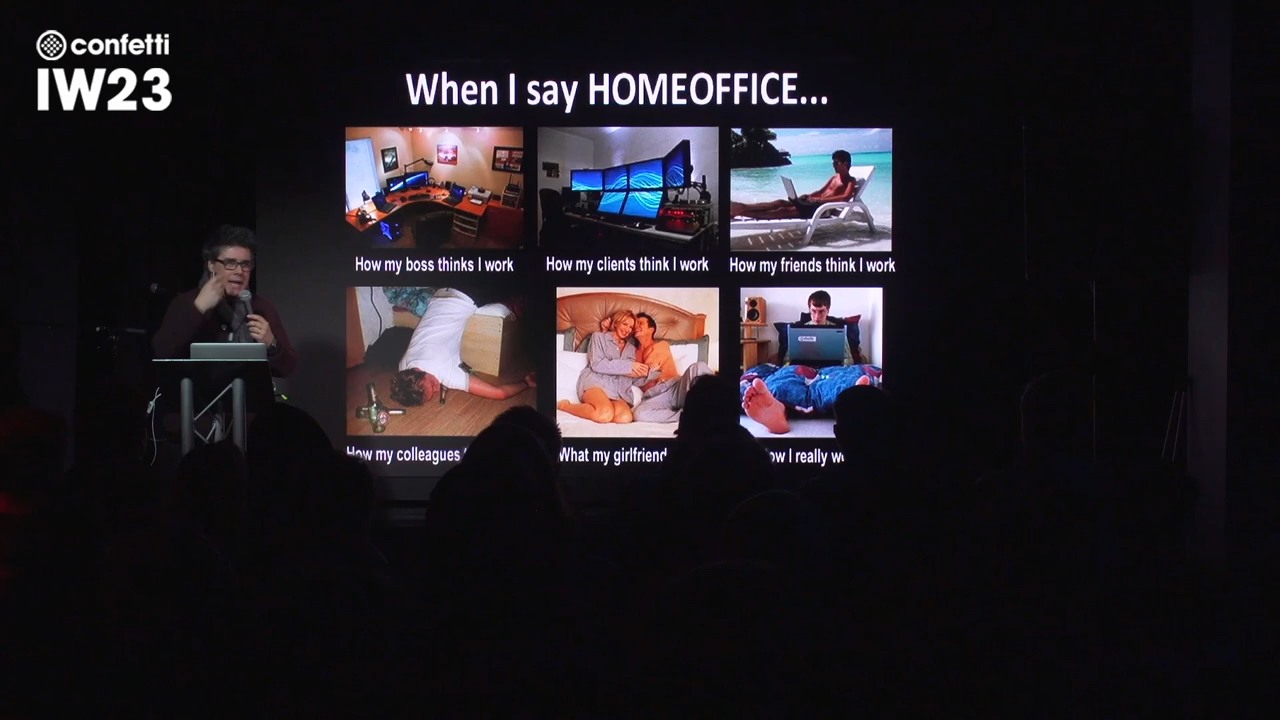 confetti
IW23
When I say HOMEOFFICE...
How my boss thinks I work
How my clients think I work
How my friends think I work
How my colleagues
What my girlfriend
How I really